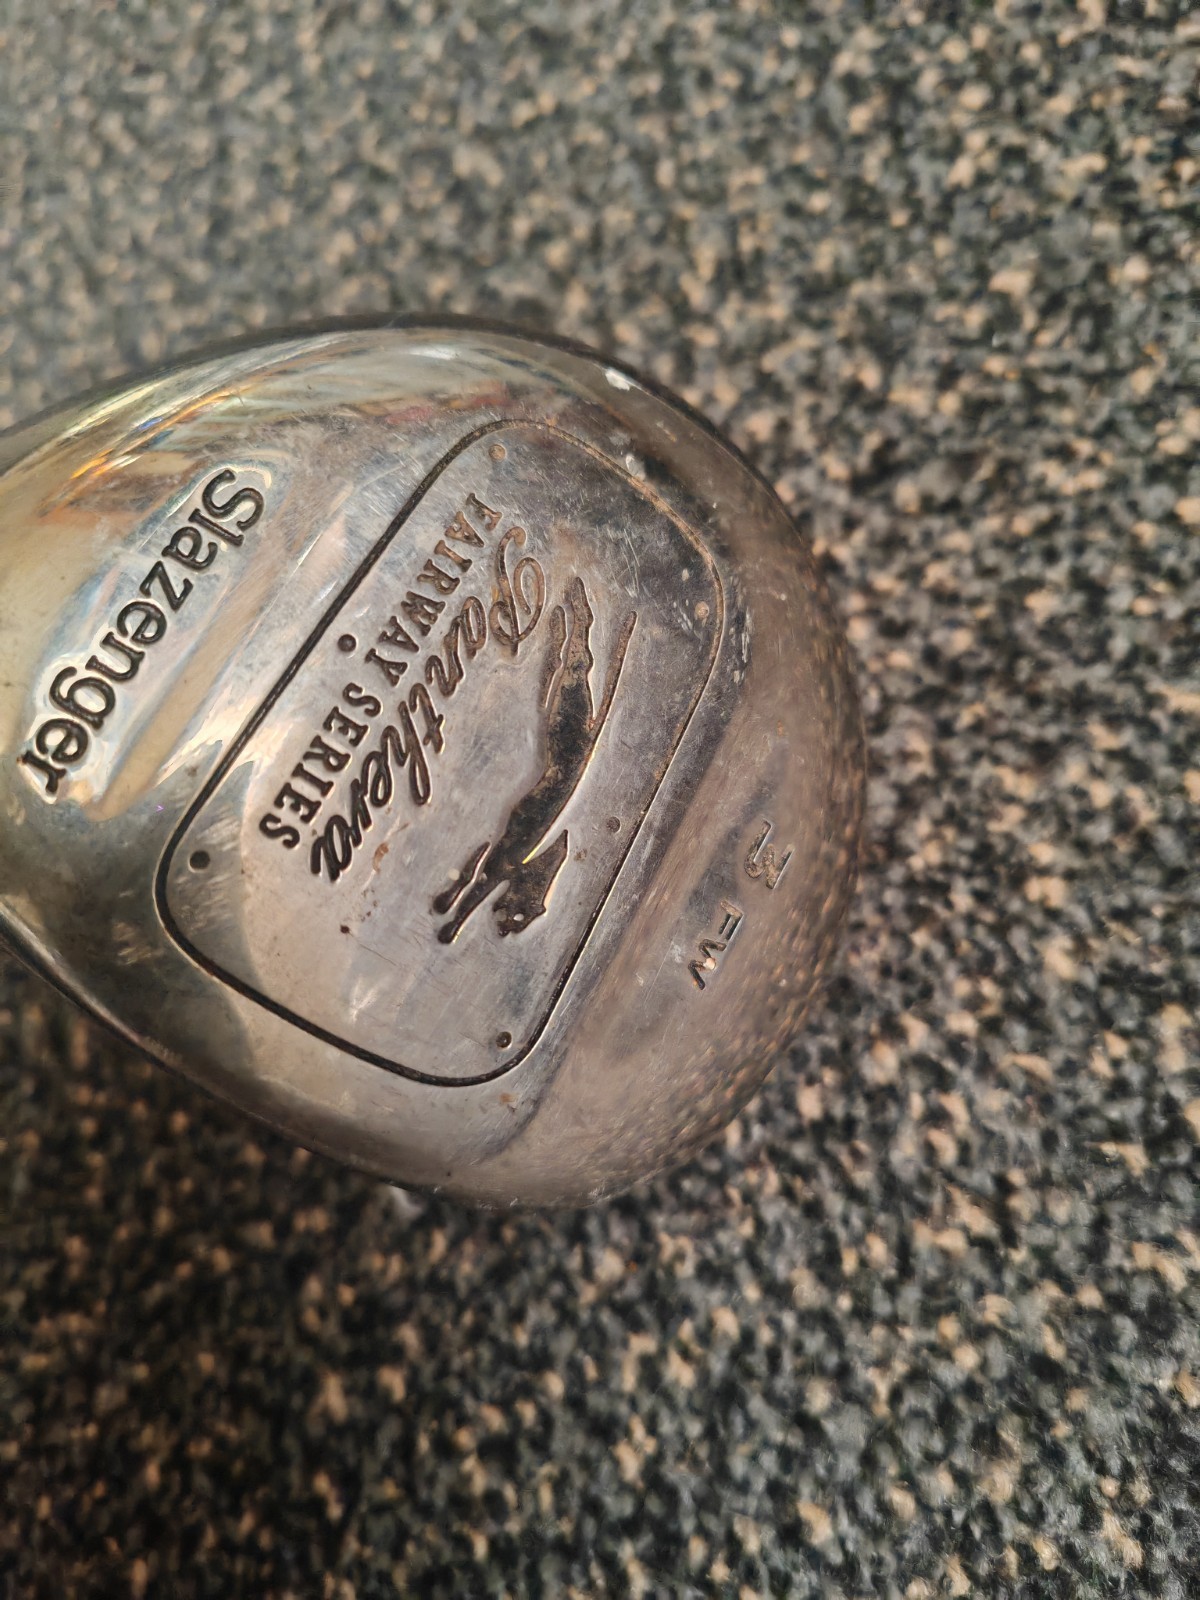 Slazenger
Panthera
FAIRWAY SERIES
3
FW